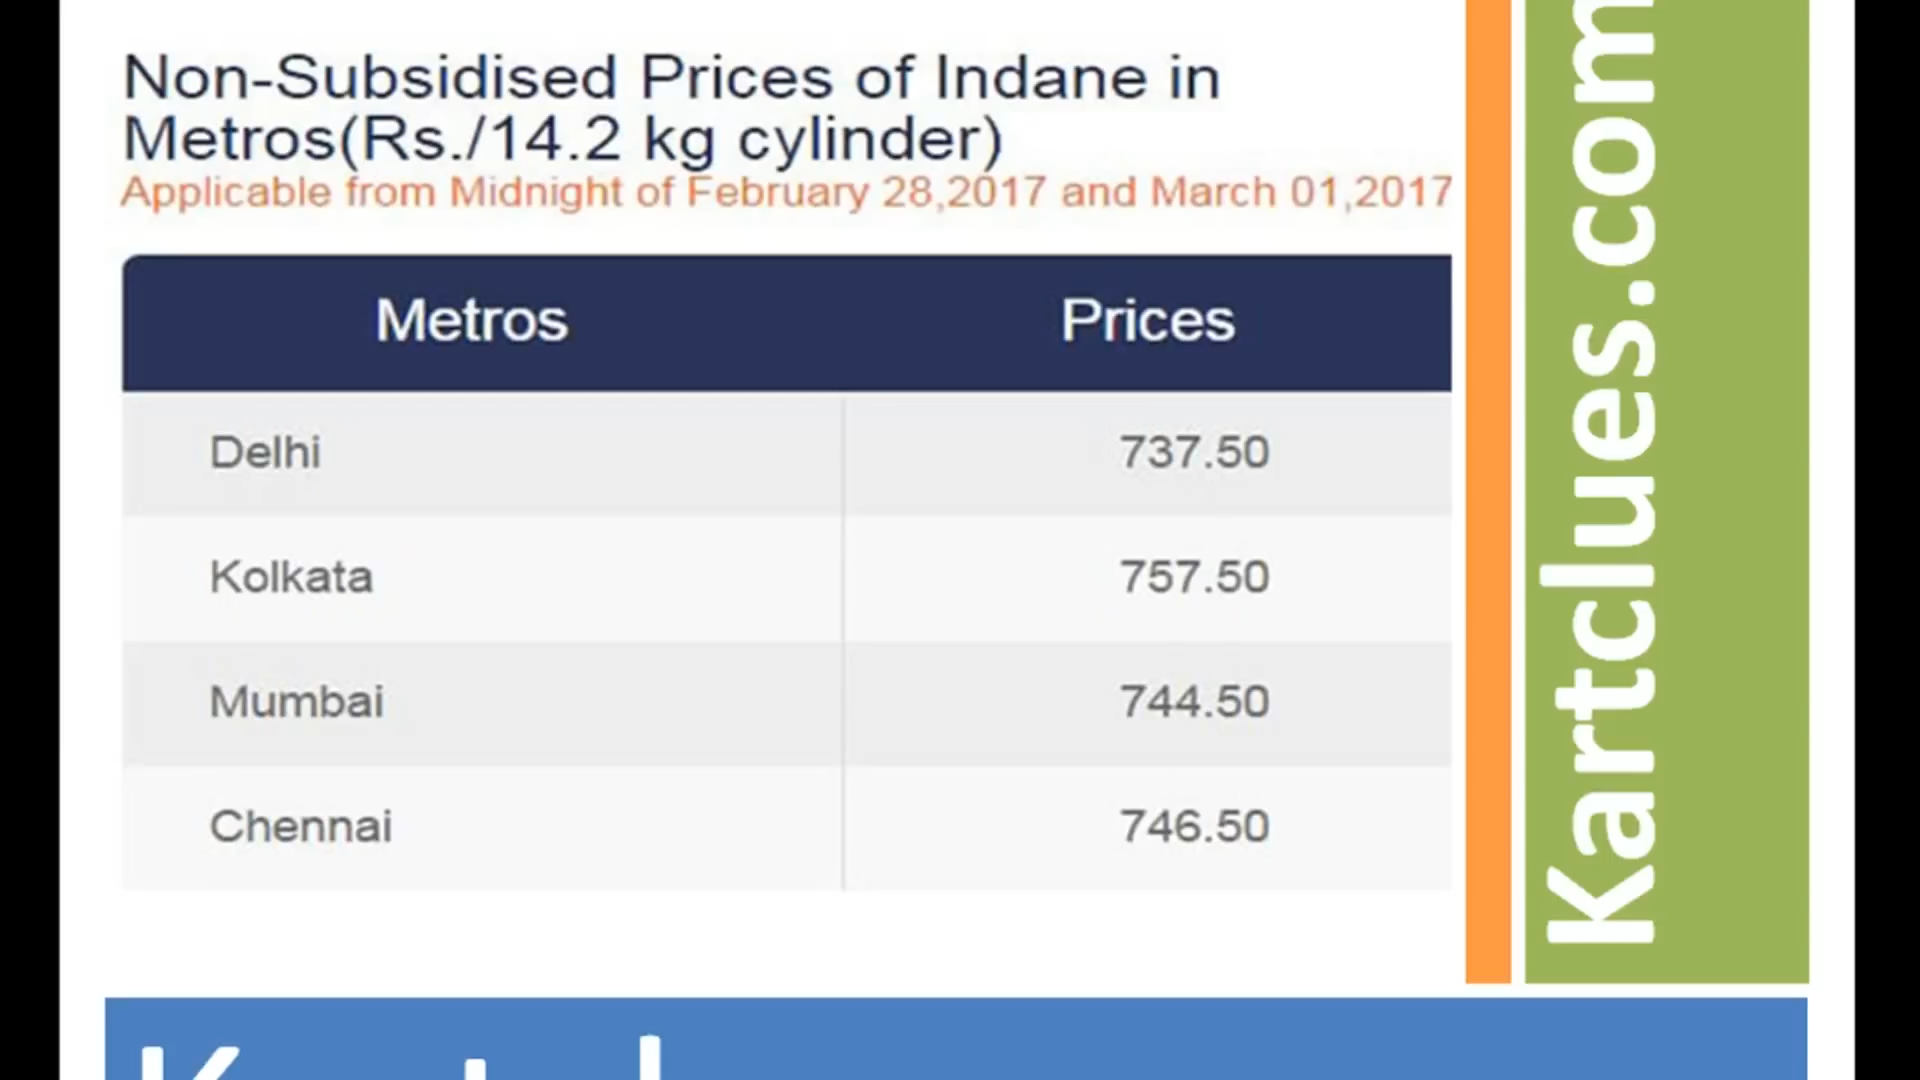 Non-Subsidised Prices of Indane in
Metros(Rs./14.2 kg cylinder)
Applicable from Midnight of February 28,2017 and March 01,2017
Metros Prices
Delhi 737.50
Kolkata 757.50
Mumbai 744.50
Chennai 746.50
Kartclues.com